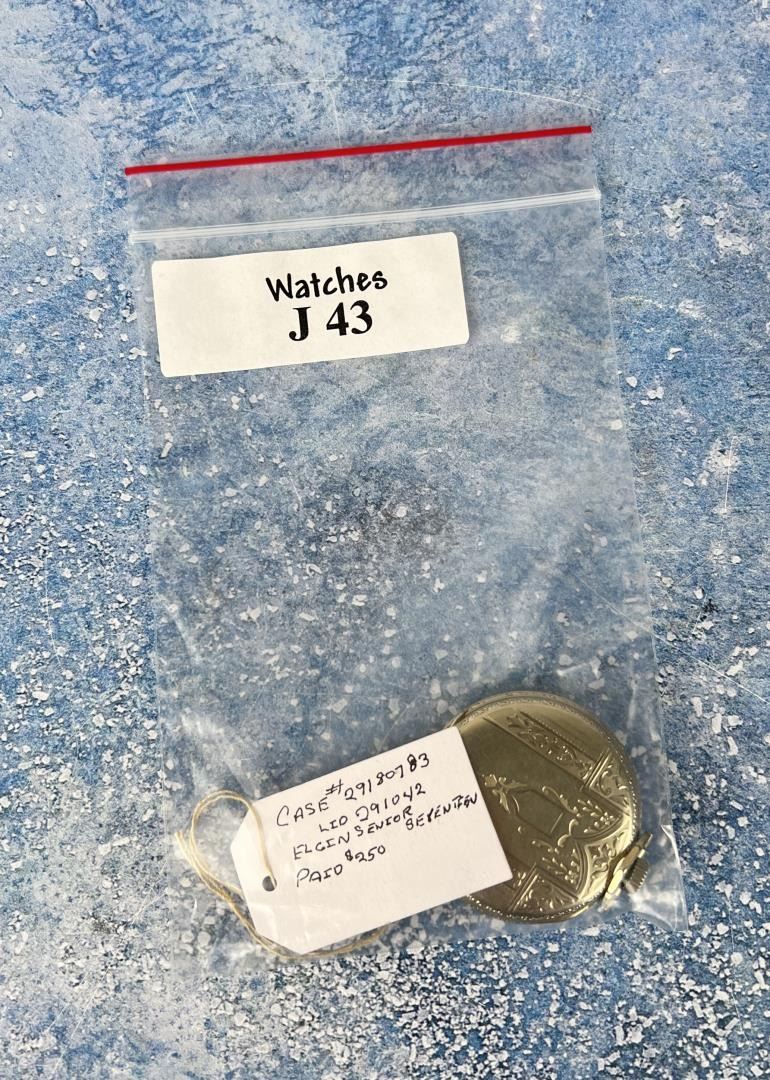 Watches
J 43
CASE # 29180783
LID 291042
ELGIN SENIOR SEVENTEEN
PAID $250